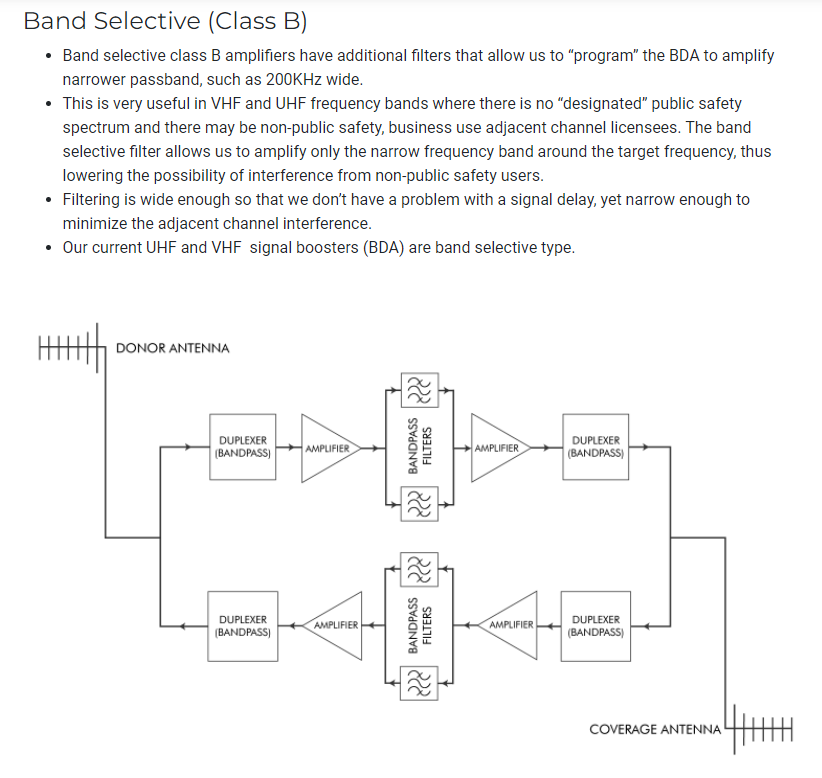 Band Selective (Class B)
• Band selective class B amplifiers have additional filters that allow us to “program” the BDA to amplify
narrower passband, such as 200KHz wide.
• This is very useful in VHF and UHF frequency bands where there is no “designated” public safety
spectrum and there may be non-public safety, business use adjacent channel licensees. The band
selective filter allows us to amplify only the narrow frequency band around the target frequency, thus
lowering the possibility of interference from non-public safety users.
• Filtering is wide enough so that we don’t have a problem with a signal delay, yet narrow enough to
minimize the adjacent channel interference.
• Our current UHF and VHF  signal boosters (BDA) are band selective type.
DONOR ANTENNA
DUPLEXER
(BANDPASS)
AMPLIFIER
BANDPASS
FILTERS
AMPLIFIER
DUPLEXER
(BANDPASS)
DUPLEXER
(BANDPASS)
AMPLIFIER
BANDPASS
FILTERS
AMPLIFIER
DUPLEXER
(BANDPASS)
COVERAGE ANTENNA